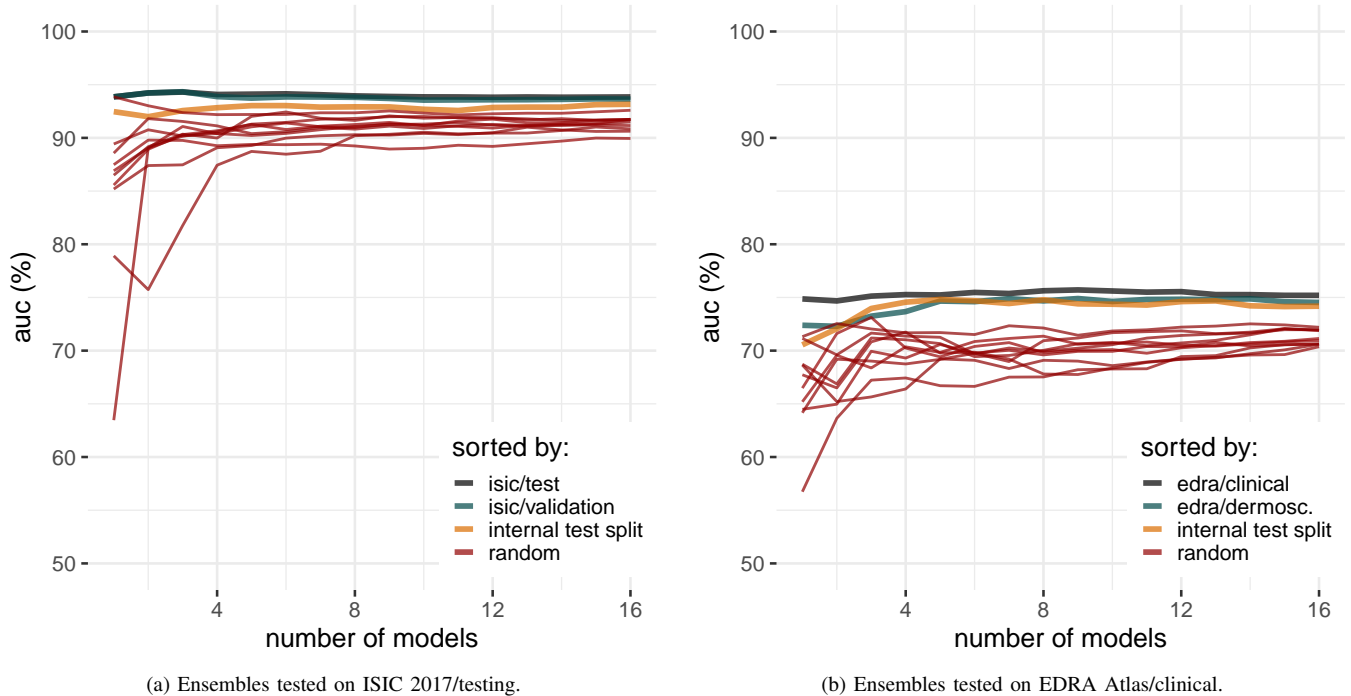 100
90
80
70
60
50
auc (%)
4
8
12
16
number of models
sorted by:
isic/test
isic/validation
internal test split
random
(a) Ensembles tested on ISIC 2017/testing.
100
90
80
70
60
50
auc (%)
4
8
12
16
number of models
sorted by:
edra/clinical
edra/dermosc.
internal test split
random
(b) Ensembles tested on EDRA Atlas/clinical.